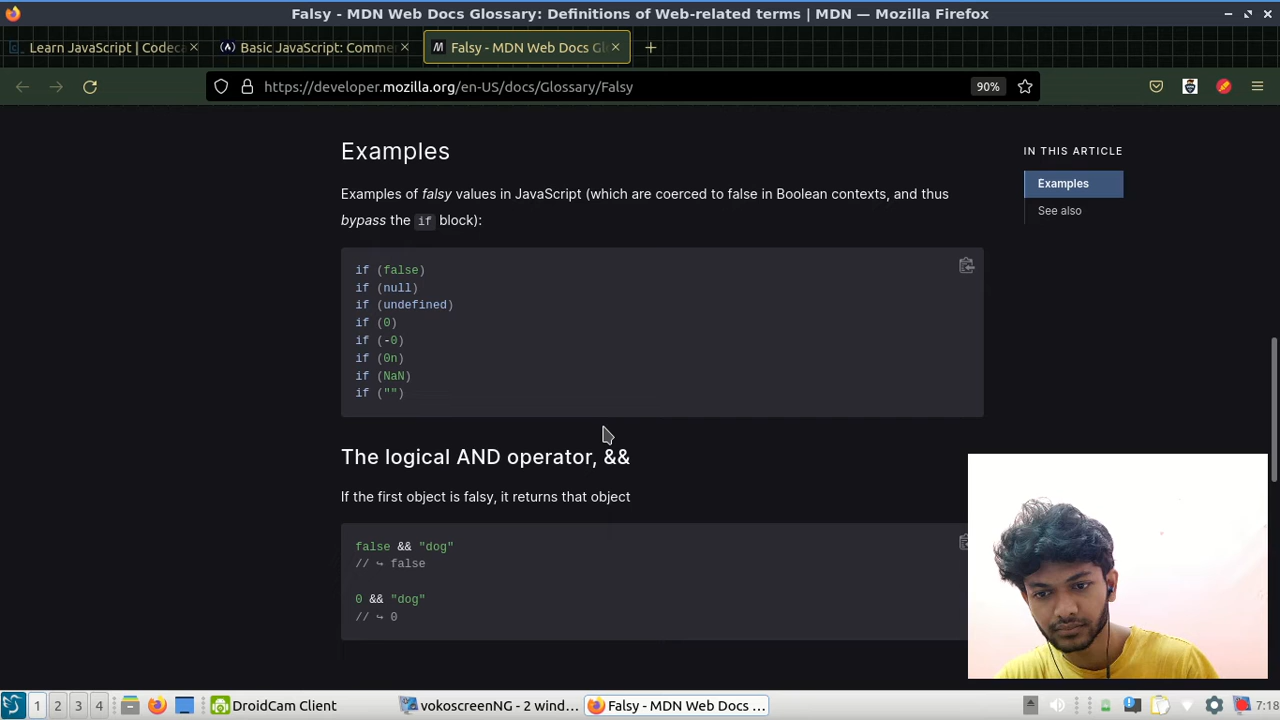 Falsy - MDN Web Docs Glossary: Definitions of Web-related terms | MDN — Mozilla Firefox
Learn JavaScript | Codeca
Basic JavaScript: Comme
Falsy - MDN Web Docs Gl
https://developer.mozilla.org/en-US/docs/Glossary/Falsy
90%
Examples
Examples of falsy values in JavaScript (which are coerced to false in Boolean contexts, and thus
bypass the if block):
if (false)
if (null)
if (undefined)
if (0)
if (-0)
if (0n)
if (NaN)
if ("")
The logical AND operator, &&
If the first object is falsy, it returns that object
false && "dog"
// ↪ false
0 && "dog"
// ↪ 0
IN THIS ARTICLE
Examples
See also
1 2 3 4
DroidCam Client
vokoscreenNG - 2 wind...
Falsy - MDN Web Docs ...
7:18